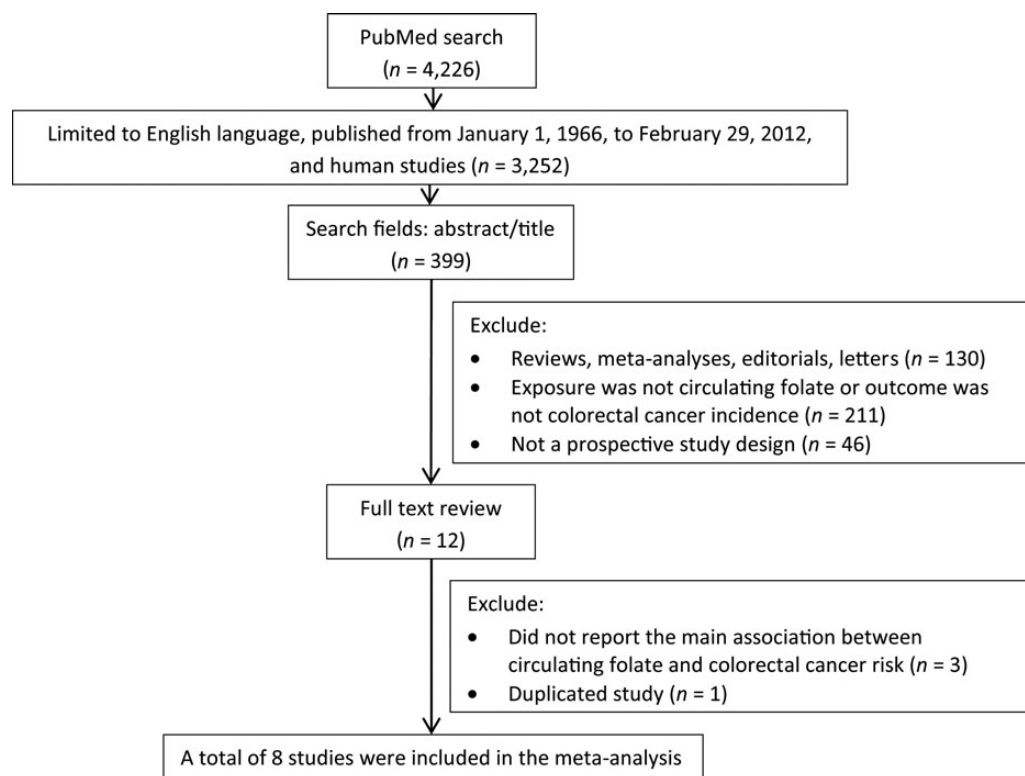 PubMed search
(n = 4,226)
Limited to English language, published from January 1, 1966, to February 29, 2012,
and human studies (n = 3,252)
Search fields: abstract/title
(n = 399)
Exclude:
• Reviews, meta-analyses, editorials, letters (n = 130)
• Exposure was not circulating folate or outcome was
not colorectal cancer incidence (n = 211)
• Not a prospective study design (n = 46)
Full text review
(n = 12)
Exclude:
• Did not report the main association between
circulating folate and colorectal cancer risk (n = 3)
• Duplicated study (n = 1)
A total of 8 studies were included in the meta-analysis